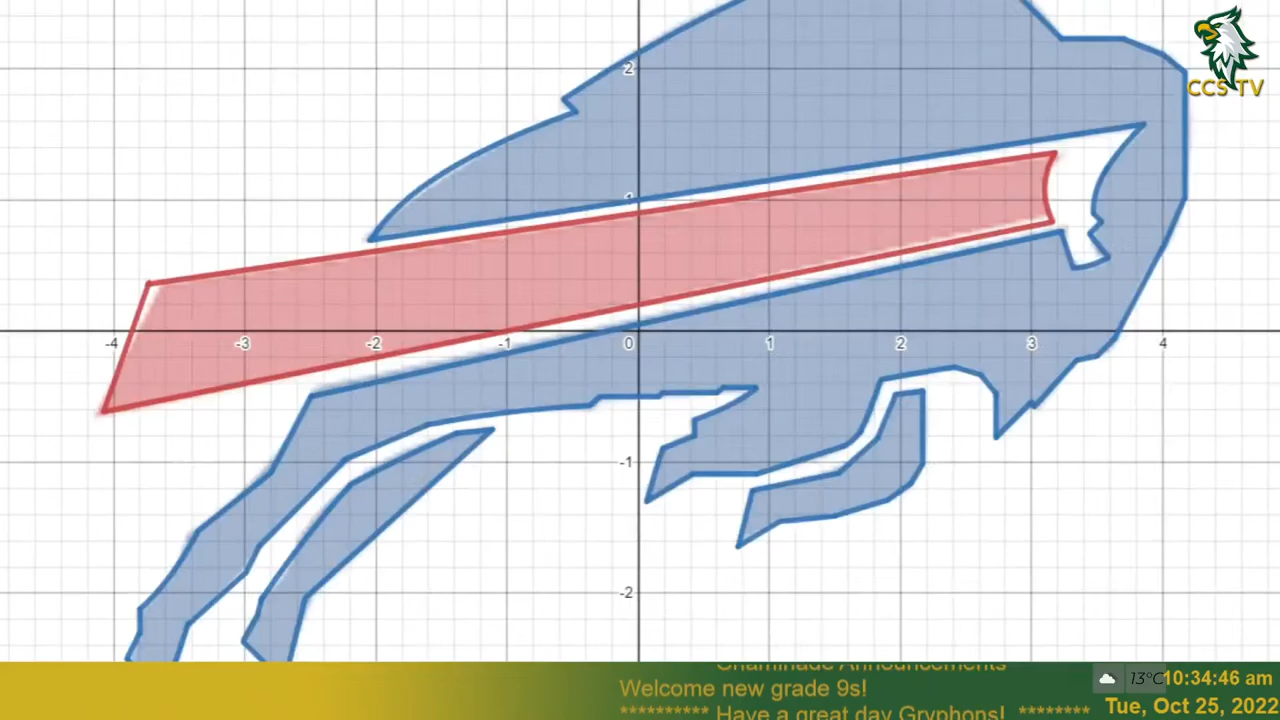 CCS TV
2
1
-4 -3 -2 -1 0 1 2 3 4
-1
-2
Chaminade Announcements
Welcome new grade 9s!
********** Have a great day Gryphons! ********
13°C 10:34:46 am
Tue, Oct 25, 2022